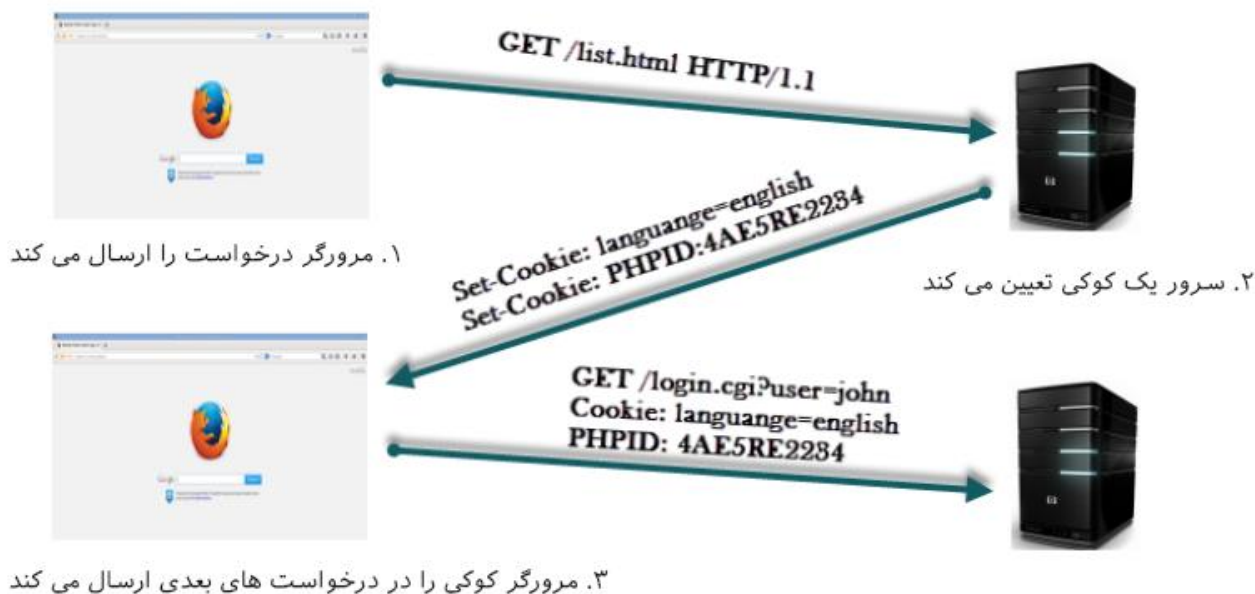 GET /list.html HTTP/1.1
۱. مرورگر درخواست را ارسال می کند
Set-Cookie: languange=english
Set-Cookie: PHPID:4AE5RE2234
۲. سرور یک کوکی تعیین می کند
GET /login.cgi?user=john
Cookie: languange=english
PHPID: 4AE5RE2234
۳. مرورگر کوکی را در درخواست های بعدی ارسال می کند